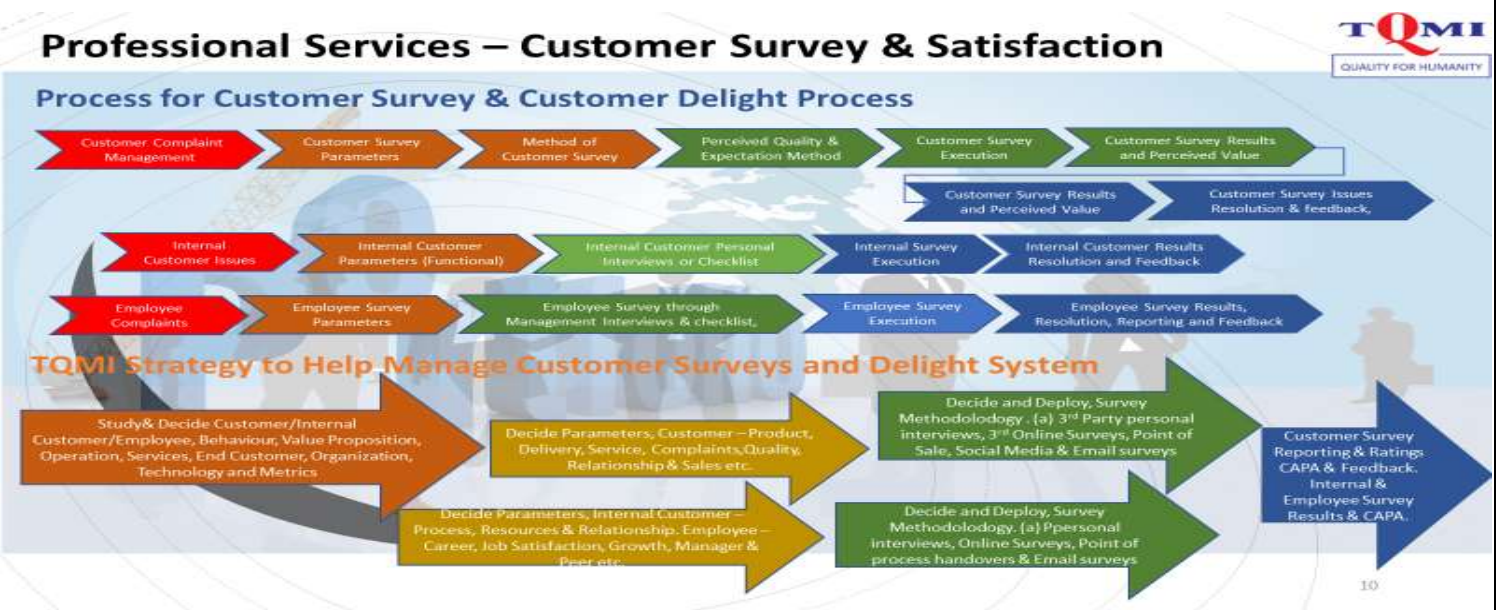 Professional Services – Customer Survey & Satisfaction
TQMI
QUALITY FOR HUMANITY
Process for Customer Survey & Customer Delight Process
Customer Complaint
Management
Customer Survey
Parameters
Method of
Customer Survey
Perceived Quality &
Expectation Method
Customer Survey
Execution
Customer Survey Results
and Perceived Value
Customer Survey Results
and Perceived Value
Customer Survey Issues
Resolution & feedback,
Internal
Customer Issues
Internal Customer
Parameters (Functional)
Internal Customer Personal
Interviews or Checklist
Internal Survey
Execution
Internal Customer Results
Resolution and Feedback
Employee
Complaints
Employee Survey
Parameters
Employee Survey through
Management Interviews & checklist,
Employee Survey
Execution
Employee Survey Results,
Resolution, Reporting and Feedback
TQMI Strategy to Help Manage Customer Surveys and Delight System
Study& Decide Customer/Internal
Customer/Employee, Behaviour, Value Proposition,
Operation, Services, End Customer, Organization,
Technology and Metrics
Decide Parameters, Customer – Product,
Delivery, Service, Complaints,Quality,
Relationship & Sales etc.
Decide and Deploy, Survey
Methodolodogy . (a) 3rd Party personal
interviews, 3rd Online Surveys, Point of
Sale, Social Media & Email surveys
Customer Survey
Reporting & Ratings
CAPA & Feedback.
Internal &
Employee Survey
Results & CAPA.
Decide Parameters, Internal Customer –
Process, Resources & Relationship. Employee –
Career, Job Satisfaction, Growth, Manager &
Peer etc.
Decide and Deploy, Survey
Methodolodogy. (a) Ppersonal
interviews, Online Surveys, Point of
process handovers & Email surveys
10